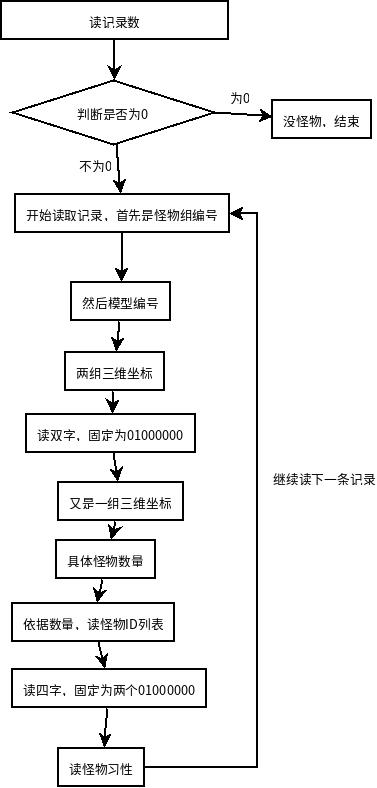 读记录数
判断是否为0
为0
没怪物，结束
不为0
开始读取记录，首先是怪物组编号
然后模型编号
两组三维坐标
读双字，固定为01000000
又是一组三维坐标
继续读下一条记录
具体怪物数量
依据数量，读怪物ID列表
读四字，固定为两个01000000
读怪物习性